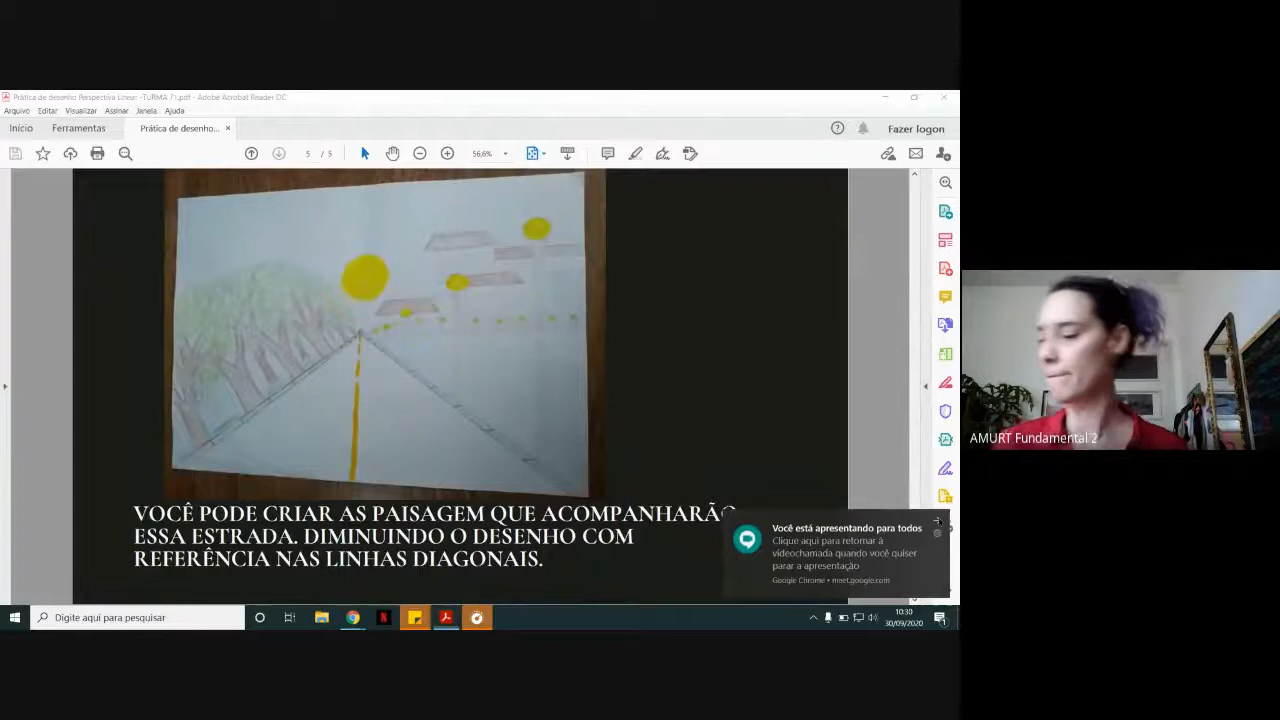 Prática de desenho Perspectiva Linear -TURMA 71.pdf - Adobe Acrobat Reader DC
Arquivo Editar Visualizar Assinar Janela Ajuda
Início Ferramentas Prática de desenho... ×
Fazer logon
5 / 5 56,6%
VOCÊ PODE CRIAR AS PAISAGEM QUE ACOMPANHARÃO
ESSA ESTRADA. DIMINUINDO O DESENHO COM
REFERÊNCIA NAS LINHAS DIAGONAIS.
Você está apresentando para todos
Clique aqui para retornar à
videochamada quando você quiser
parar a apresentação
Google Chrome • meet.google.com
AMURT Fundamental 2
Digite aqui para pesquisar
10:30
30/09/2020